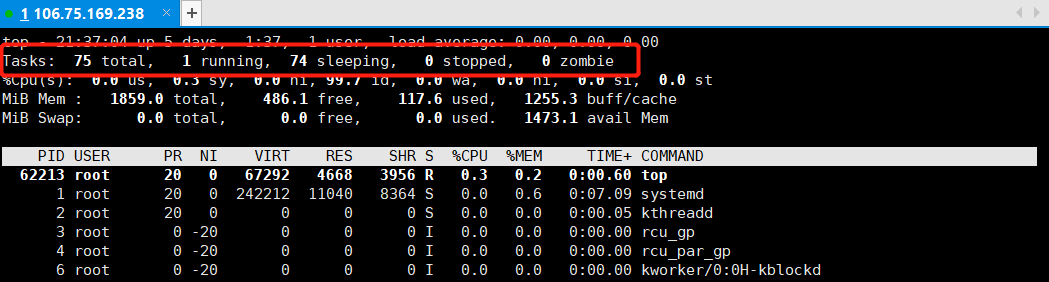 1 106.75.169.238 × +
top - 21:37:04 up 5 days, 1:37, 1 user, load average: 0.00, 0.00, 0.00
Tasks: 75 total, 1 running, 74 sleeping, 0 stopped, 0 zombie
%Cpu(s): 0.0 us, 0.3 sy, 0.0 ni, 99.7 id, 0.0 wa, 0.0 hi, 0.0 si, 0.0 st
MiB Mem : 1859.0 total, 486.1 free, 117.6 used, 1255.3 buff/cache
MiB Swap: 0.0 total, 0.0 free, 0.0 used. 1473.1 avail Mem
PID USER PR NI VIRT RES SHR S %CPU %MEM TIME+ COMMAND
62213 root 20 0 67292 4668 3956 R 0.3 0.2 0:00.60 top
1 root 20 0 242212 11040 8364 S 0.0 0.6 0:07.09 systemd
2 root 20 0 0 0 0 S 0.0 0.0 0:00.05 kthreadd
3 root 0 -20 0 0 0 I 0.0 0.0 0:00.00 rcu_gp
4 root 0 -20 0 0 0 I 0.0 0.0 0:00.00 rcu_par_gp
6 root 0 -20 0 0 0 I 0.0 0.0 0:00.00 kworker/0:0H-kblockd